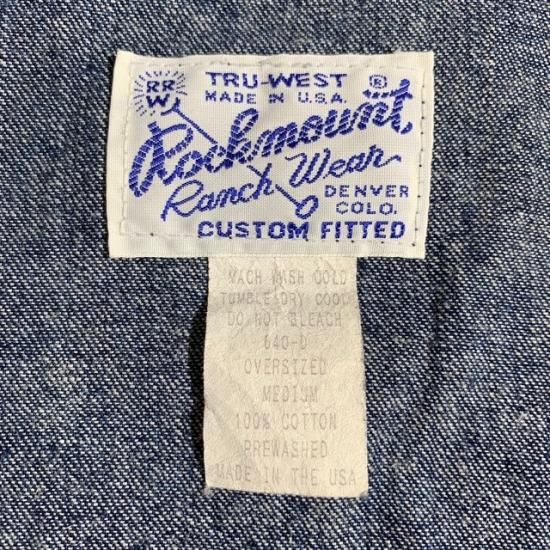 TRU-WEST
RR
W
MADE IN U.S.A.
®
Rockmount
Ranch Wear
DENVER
COLO.
CUSTOM FITTED
MACH WASH COLD
TUMBLE DRY COOL
DO NOT BLEACH
640-D
OVERSIZED
MEDIUM
100% COTTON
PREWASHED
MADE IN THE USA